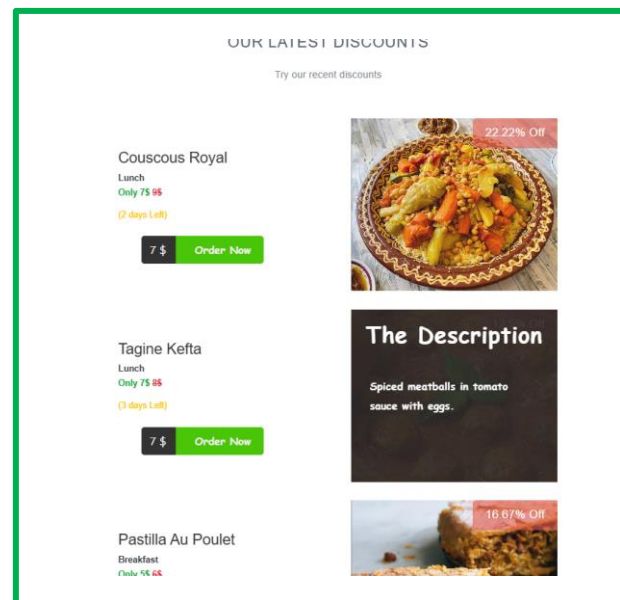 OUR LATEST DISCOUNTS
Try our recent discounts
22.22% Off
Couscous Royal
Lunch
Only 7$ 9$
(2 days Left)
7 $ Order Now
The Description
Tagine Kefta
Lunch
Only 7$ 8$
(3 days Left)
Spiced meatballs in tomato
sauce with eggs.
7 $ Order Now
16.67% Off
Pastilla Au Poulet
Breakfast
Only 5$ 6$